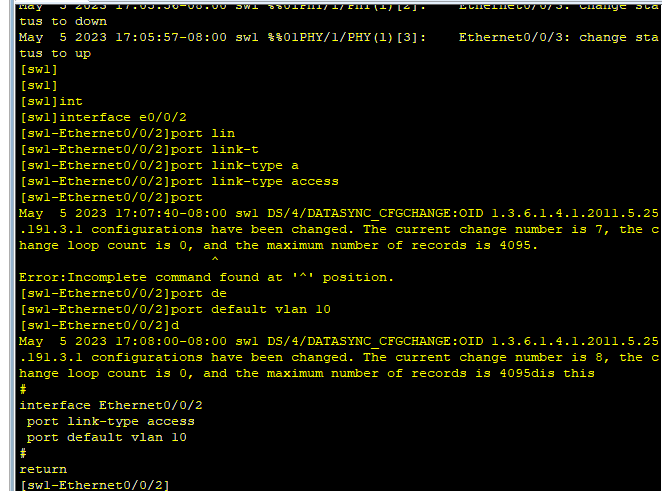 May  5 2023 17:05:56-08:00 sw1 %%01PHY/1/PHY(l)[2]:    Ethernet0/0/3: change sta
tus to down
May  5 2023 17:05:57-08:00 sw1 %%01PHY/1/PHY(l)[3]:    Ethernet0/0/3: change sta
tus to up
[sw1]
[sw1]
[sw1]int
[sw1]interface e0/0/2
[sw1-Ethernet0/0/2]port lin
[sw1-Ethernet0/0/2]port link-t
[sw1-Ethernet0/0/2]port link-type a
[sw1-Ethernet0/0/2]port link-type access
[sw1-Ethernet0/0/2]port
May  5 2023 17:07:40-08:00 sw1 DS/4/DATASYNC_CFGCHANGE:OID 1.3.6.1.4.1.2011.5.25
.191.3.1 configurations have been changed. The current change number is 7, the c
hange loop count is 0, and the maximum number of records is 4095.
^
Error:Incomplete command found at '^' position.
[sw1-Ethernet0/0/2]port de
[sw1-Ethernet0/0/2]port default vlan 10
[sw1-Ethernet0/0/2]d
May  5 2023 17:08:00-08:00 sw1 DS/4/DATASYNC_CFGCHANGE:OID 1.3.6.1.4.1.2011.5.25
.191.3.1 configurations have been changed. The current change number is 8, the c
hange loop count is 0, and the maximum number of records is 4095dis this
#
interface Ethernet0/0/2
 port link-type access
 port default vlan 10
#
return
[sw1-Ethernet0/0/2]